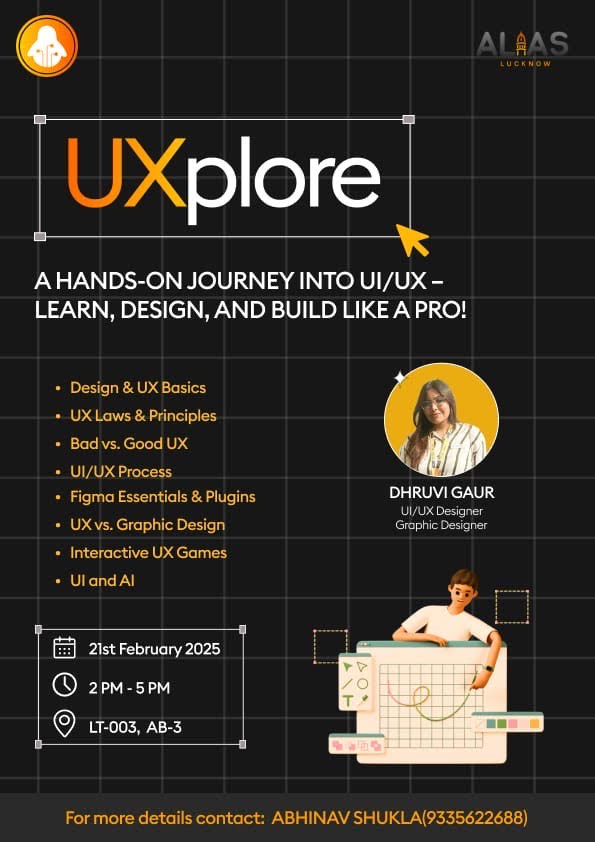 ALIAS
LUCKNOW
UXplore
A HANDS-ON JOURNEY INTO UI/UX –
LEARN, DESIGN, AND BUILD LIKE A PRO!
• Design & UX Basics
• UX Laws & Principles
• Bad vs. Good UX
• UI/UX Process
• Figma Essentials & Plugins
• UX vs. Graphic Design
• Interactive UX Games
• UI and AI
DHRUVI GAUR
UI/UX Designer
Graphic Designer
21st February 2025
2 PM - 5 PM
LT-003, AB-3
T
For more details contact: ABHINAV SHUKLA(9335622688)